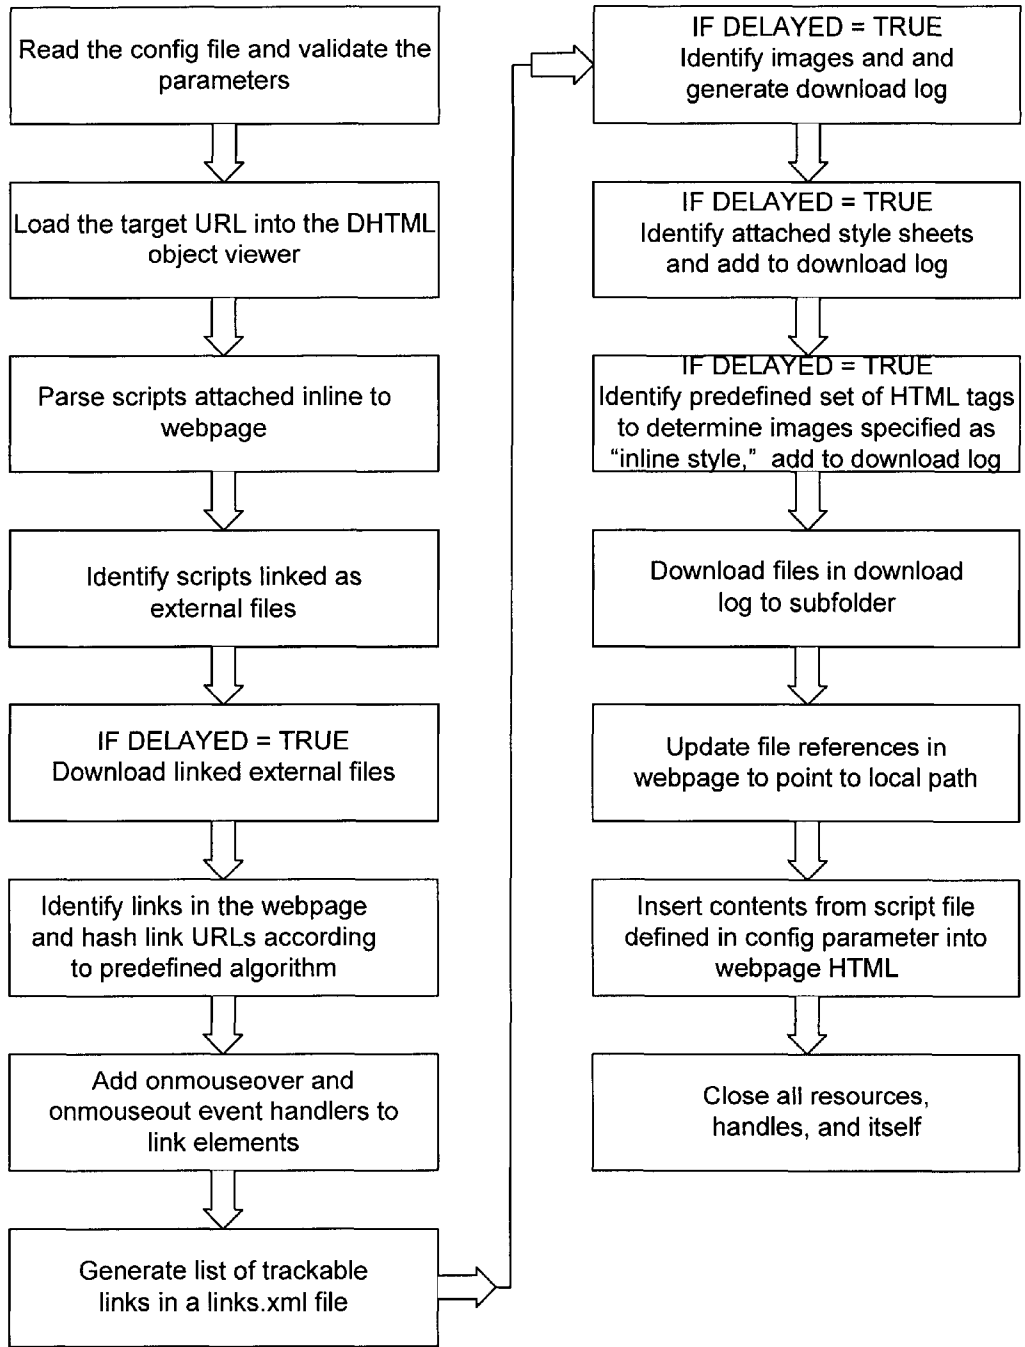 Read the config file and validate the
parameters
Load the target URL into the DHTML
object viewer
Parse scripts attached inline to
webpage
Identify scripts linked as
external files
IF DELAYED = TRUE
Download linked external files
Identify links in the webpage
and hash link URLs according
to predefined algorithm
Add onmouseover and
onmouseout event handlers to
link elements
Generate list of trackable
links in a links.xml file
IF DELAYED = TRUE
Identify images and and
generate download log
IF DELAYED = TRUE
Identify attached style sheets
and add to download log
IF DELAYED = TRUE
Identify predefined set of HTML tags
to determine images specified as
“inline style,” add to download log
Download files in download
log to subfolder
Update file references in
webpage to point to local path
Insert contents from script file
defined in config parameter into
webpage HTML
Close all resources,
handles, and itself